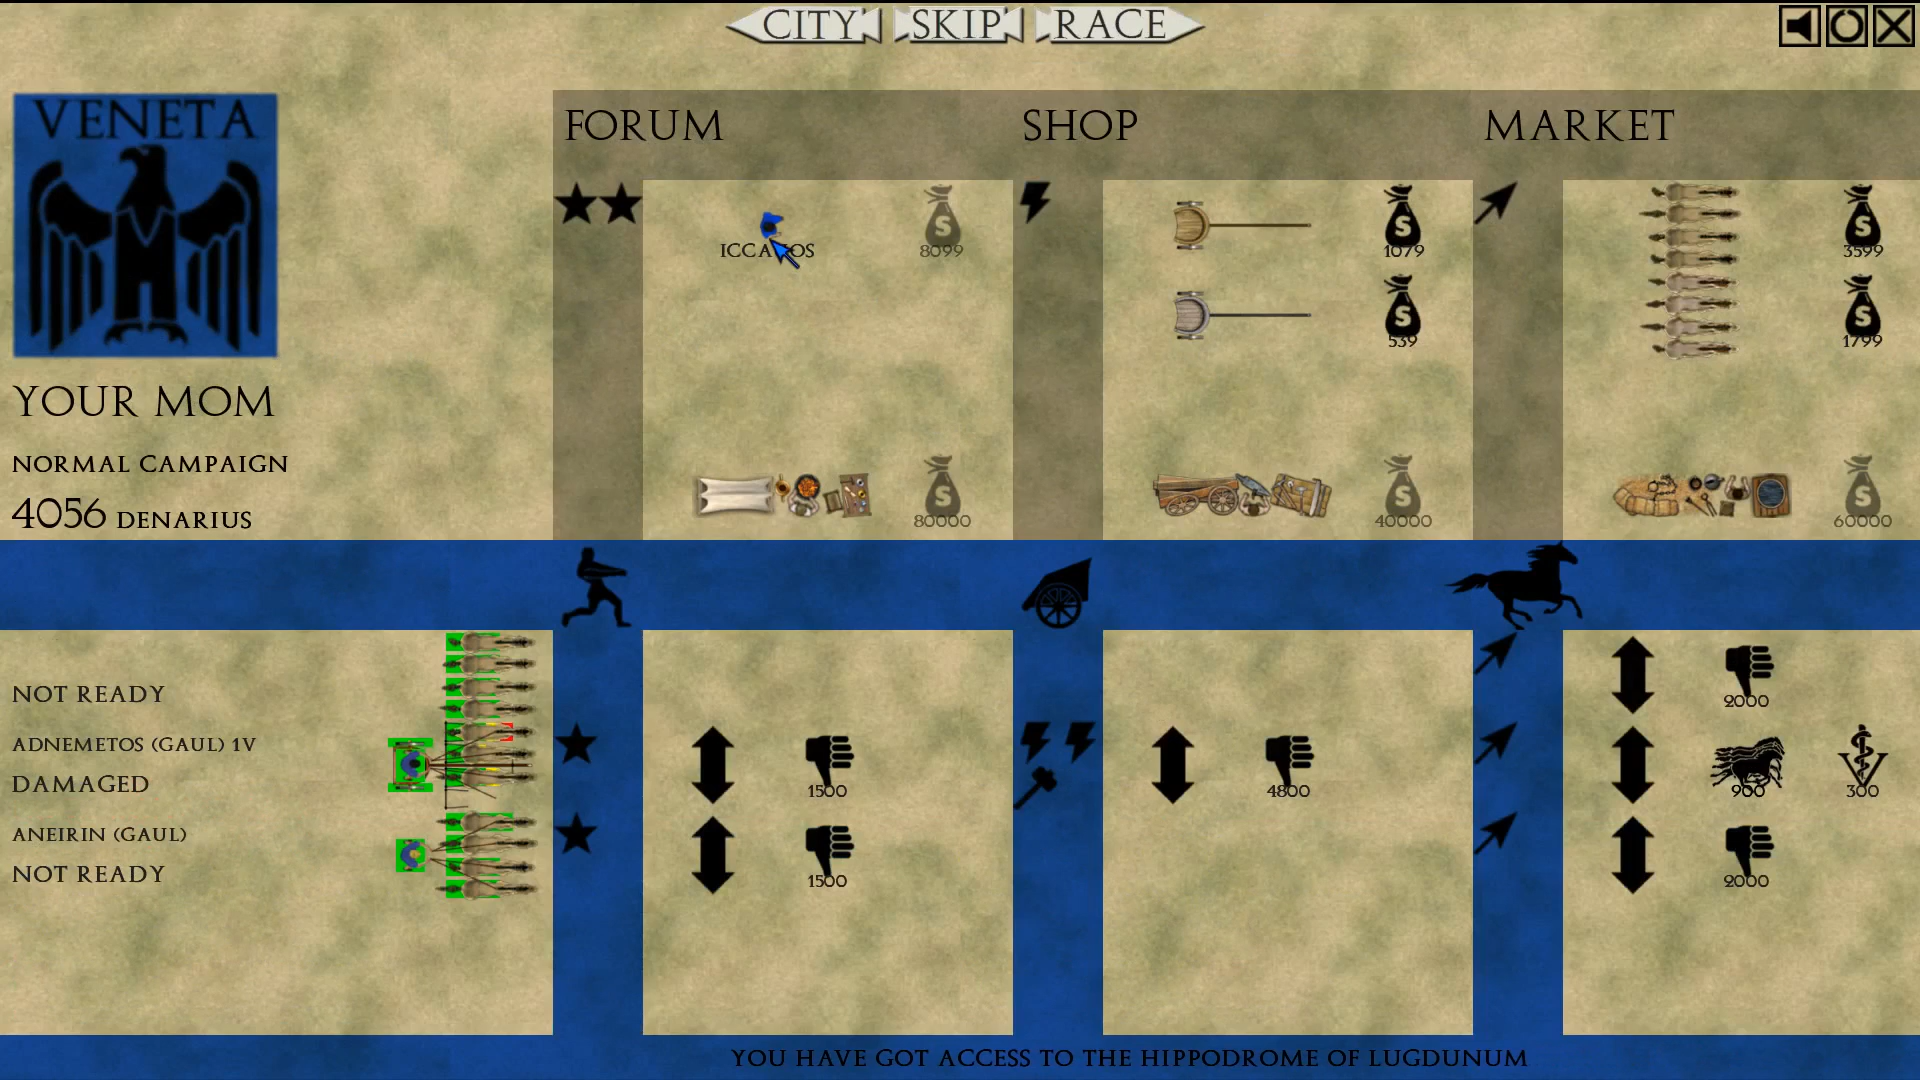 CITY SKIP RACE
VENETA
YOUR MOM
NORMAL CAMPAIGN
4056 DENARIUS
FORUM
8099
80000
SHOP
1079
539
40000
MARKET
3599
1799
60000
NOT READY
ADNEMETOS (GAUL) 1V
DAMAGED
ANEIRIN (GAUL)
NOT READY
1500
1500
4800
2000
900 300
2000
YOU HAVE GOT ACCESS TO THE HIPPODROME OF LUGDUNUM